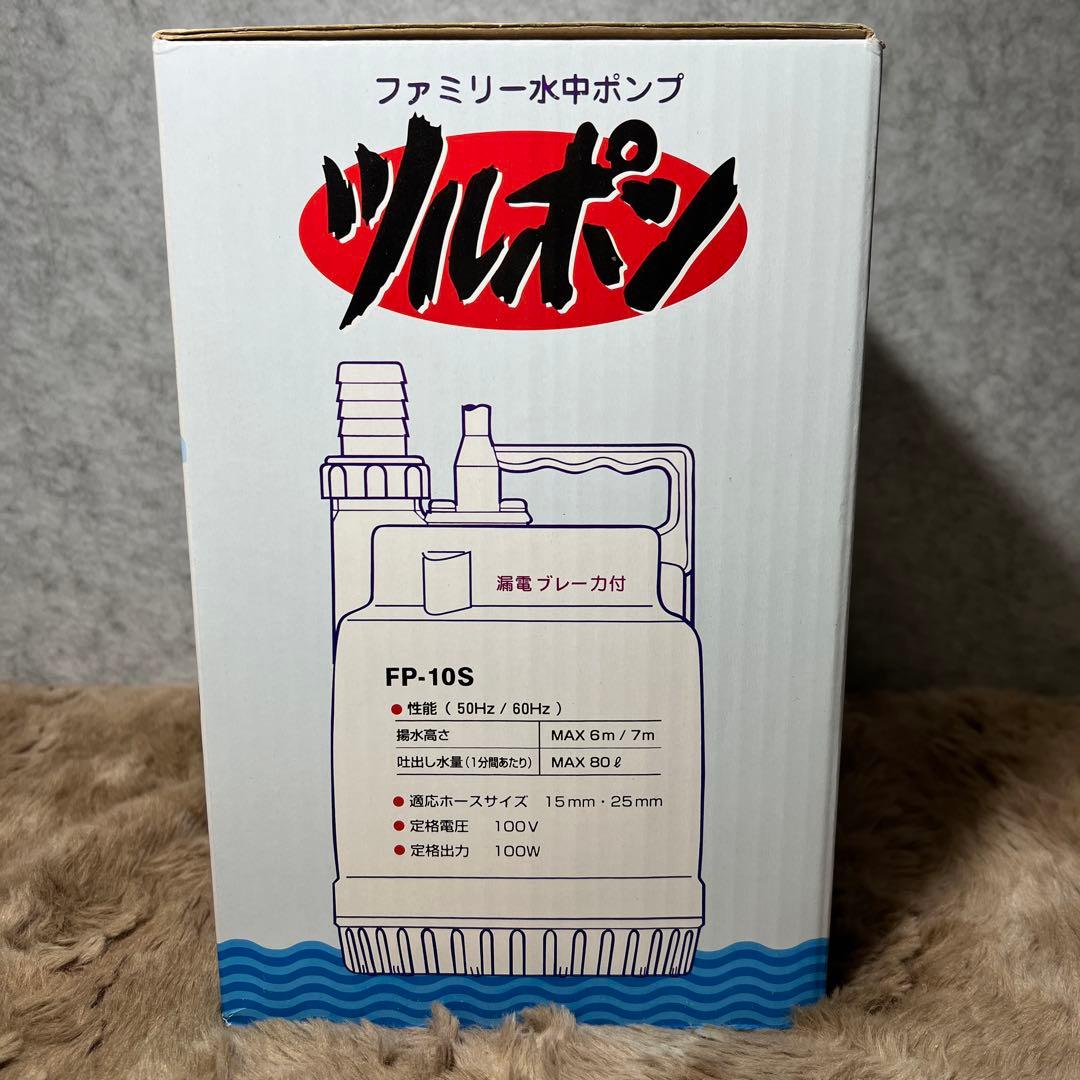 ファミリー水中ポンプ
ツルポン
漏電ブレーカ付
FP-10S
●性能（50Hz / 60Hz）
揚水高さ MAX 6m / 7m
吐出し水量(1分間あたり) MAX 80ℓ
●適応ホースサイズ 15mm・25mm
●定格電圧 100V
●定格出力 100W